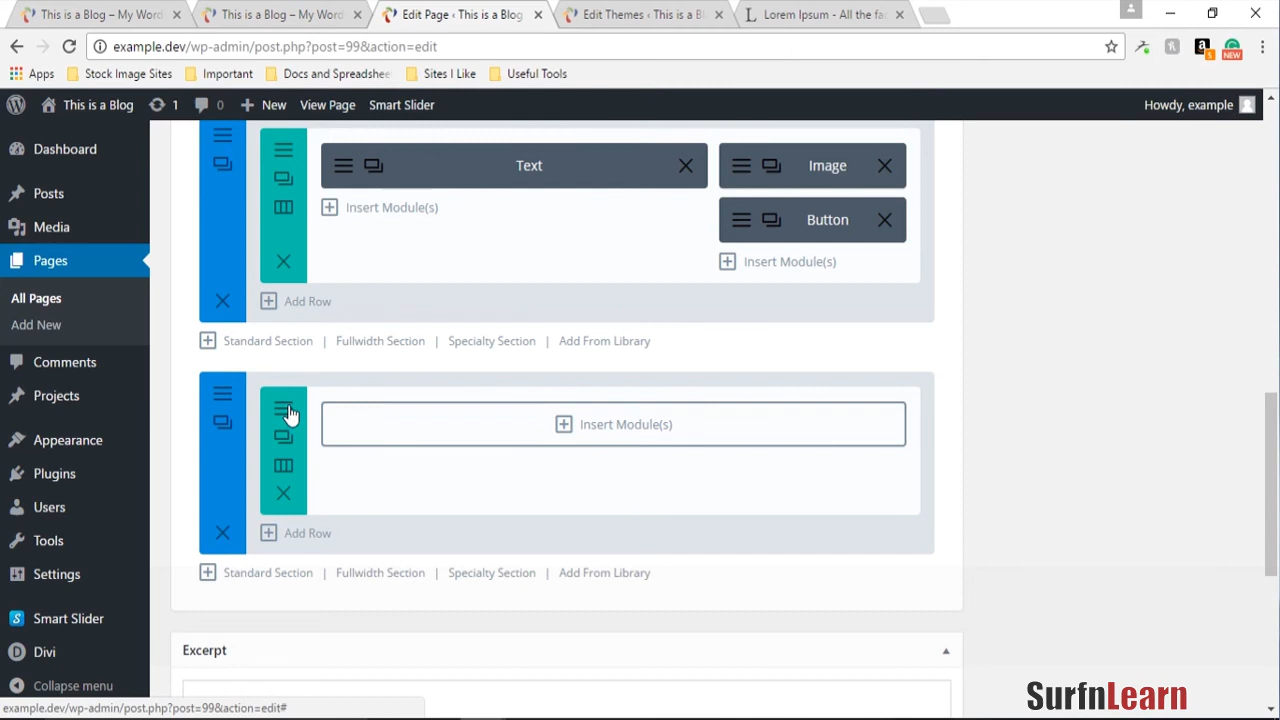 This is a Blog – My Word
This is a Blog – My Word
Edit Page ‹ This is a Blog
Edit Themes ‹ This is a B
Lorem Ipsum - All the fa
example.dev/wp-admin/post.php?post=99&action=edit
Apps
Stock Image Sites
Important
Docs and Spreadshee
Sites I Like
Useful Tools
This is a Blog
1
0
New
View Page
Smart Slider
Howdy, example
Dashboard
Posts
Media
Pages
All Pages
Add New
Comments
Projects
Appearance
Plugins
Users
Tools
Settings
Smart Slider
Divi
Collapse menu
Text
Image
Insert Module(s)
Button
Insert Module(s)
Add Row
Standard Section | Fullwidth Section | Specialty Section | Add From Library
Insert Module(s)
Add Row
Standard Section | Fullwidth Section | Specialty Section | Add From Library
Excerpt
example.dev/wp-admin/post.php?post=99&action=edit#
SurfnLearn
5
NEW